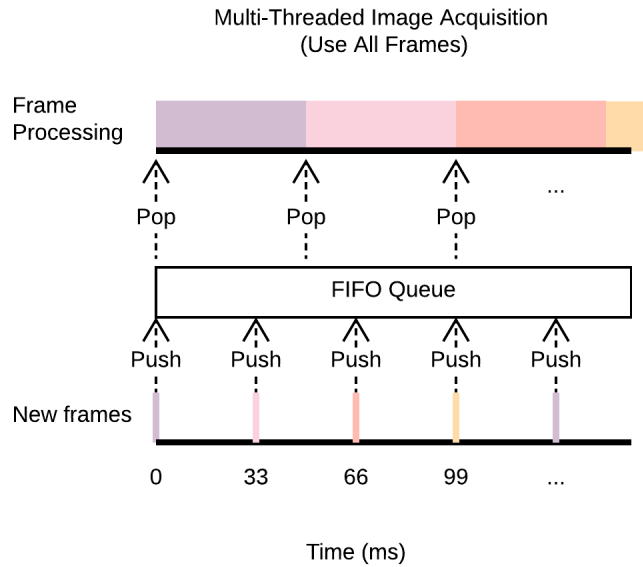 Multi-Threaded Image Acquisition
(Use All Frames)
Frame
Processing
...
Pop Pop Pop
FIFO Queue
Push Push Push Push Push
New frames
0 33 66 99 ...
Time (ms)